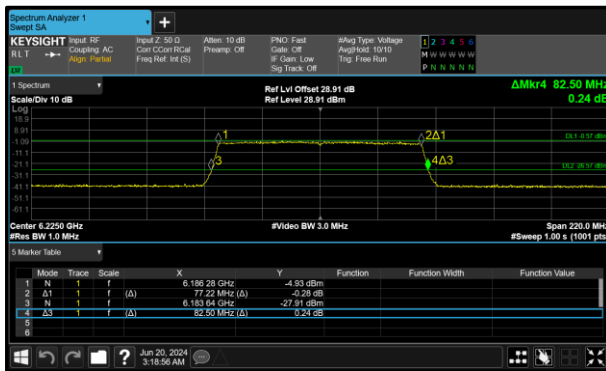 Spectrum Analyzer 1
Swept SA
KEYSIGHT Input: RF Input Z: 50 Ω Atten: 10 dB PNO: Fast #Avg Type: Voltage 1 2 3 4 5 6
RLT Coupling: AC Corr CCorr RCal Preamp: Off Gate: Off Avg|Hold: 10/10 M W W W W W
Align: Partial Freq Ref: Int (S) IF Gain: Low Trig: Free Run
Sig Track: Off P N N N N N
1 Spectrum
ΔMkr4 82.50 MHz
0.24 dB
Ref Lvl Offset 28.91 dB
Scale/Div 10 dB Ref Level 28.91 dBm
Log
18.9
8.91
-1.09
-11.1
-21.1
-31.1
-41.1
-51.1
-61.1
1
2Δ1
3
4Δ3
DL1 -0.57 dBm
DL2 -26.57 dBm
Center 6.2250 GHz #Video BW 3.0 MHz Span 220.0 MHz
#Res BW 1.0 MHz #Sweep 1.00 s (1001 pts)
5 Marker Table
Mode Trace Scale X Y Function Function Width Function Value
1 N 1 f 6.186 28 GHz -4.93 dBm
2 Δ1 1 f (Δ) 77.22 MHz (Δ) -0.28 dB
3 N 1 f 6.183 64 GHz -27.91 dBm
4 Δ3 1 f (Δ) 82.50 MHz (Δ) 0.24 dB
5
6
? Jun 20, 2024
3:18:56 AM